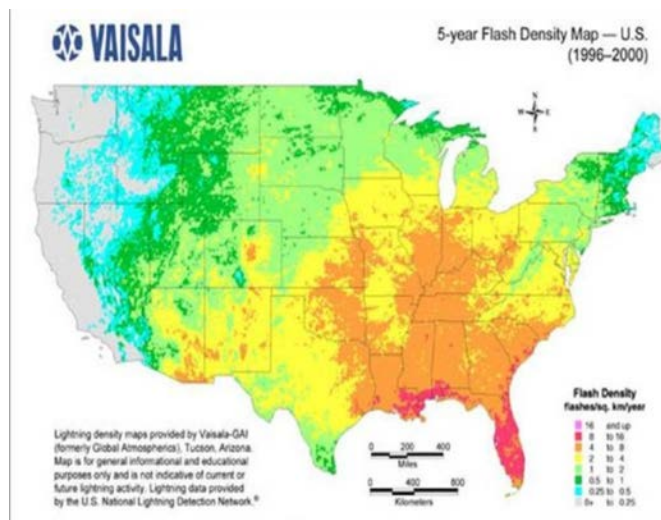 VAISALA
5-year Flash Density Map — U.S.
(1996–2000)
N
W E
S
Flash Density
flashes/sq. km/year
16 and up
8 to 16
4 to 8
2 to 4
1 to 2
0.5 to 1
0.25 to 0.5
0+ to 0.25
Lightning density maps provided by Vaisala-GAI
(formerly Global Atmospherics), Tucson, Arizona.
Map is for general informational and educational
purposes only and is not indicative of current or
future lightning activity. Lightning data provided
by the U.S. National Lightning Detection Network.®
0 200 400
Miles
0 400 800
Kilometers